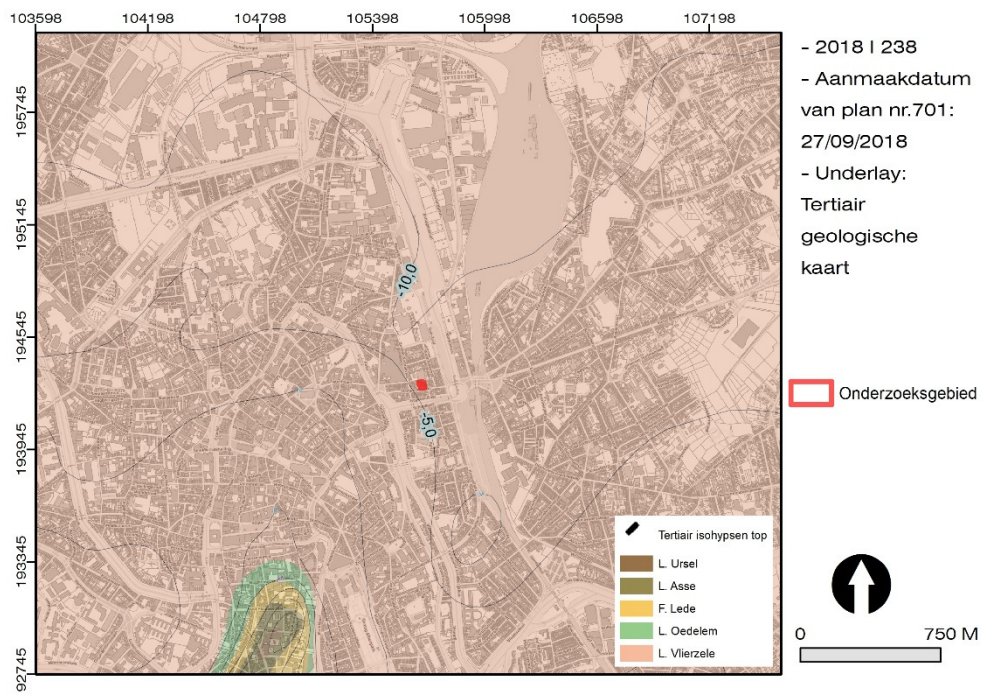 103598 104198 104798 105398 105998 106598 107198
195745
195145
194545
193945
193345
92745
-10,0
-5,0
- 2018 I 238
- Aanmaakdatum
van plan nr.701:
27/09/2018
- Underlay:
Tertiair
geologische
kaart
Onderzoeksgebied
Tertiair isohypsen top
L. Ursel
L. Asse
F. Lede
L. Oedelem
L. Vlierzele
0 750 M